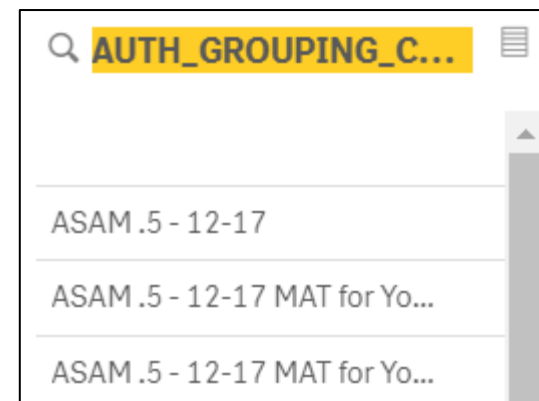 AUTH_GROUPING_C...
ASAM .5 - 12-17
ASAM .5 - 12-17 MAT for Yo...
ASAM .5 - 12-17 MAT for Yo...